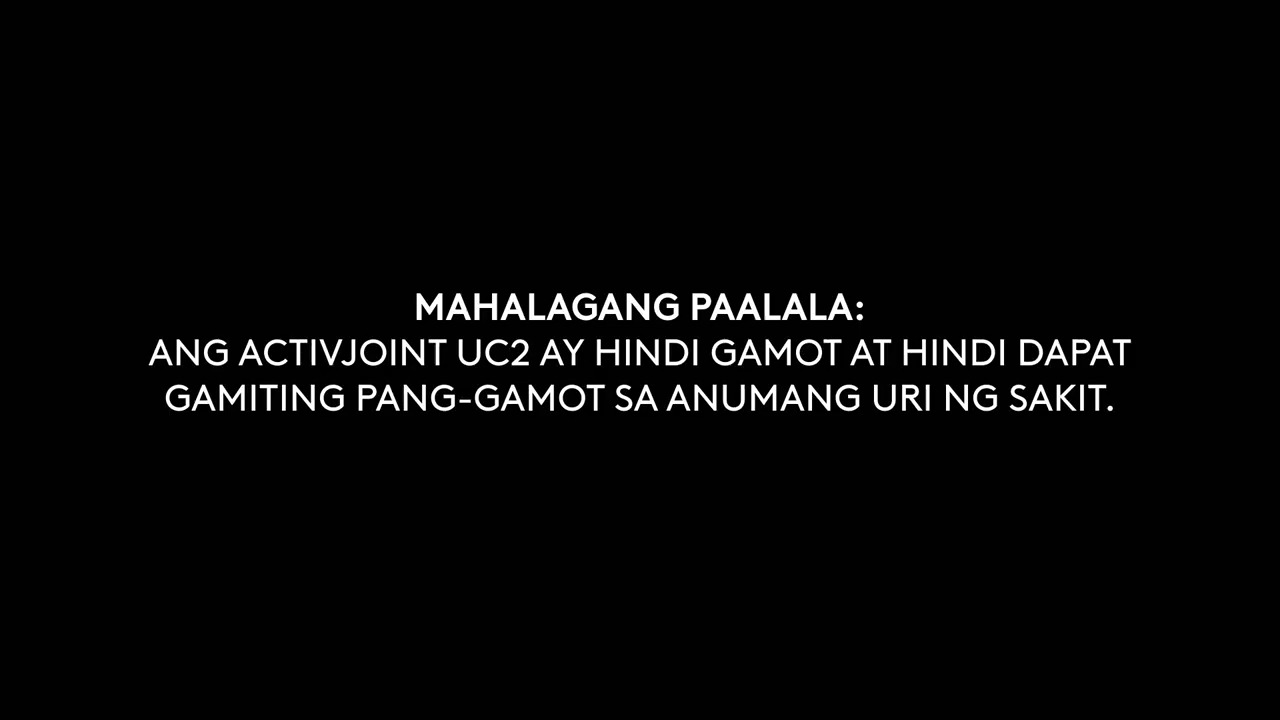 MAHALAGANG PAALALA:
ANG ACTIVJOINT UC2 AY HINDI GAMOT AT HINDI DAPAT
GAMITING PANG-GAMOT SA ANUMANG URI NG SAKIT.